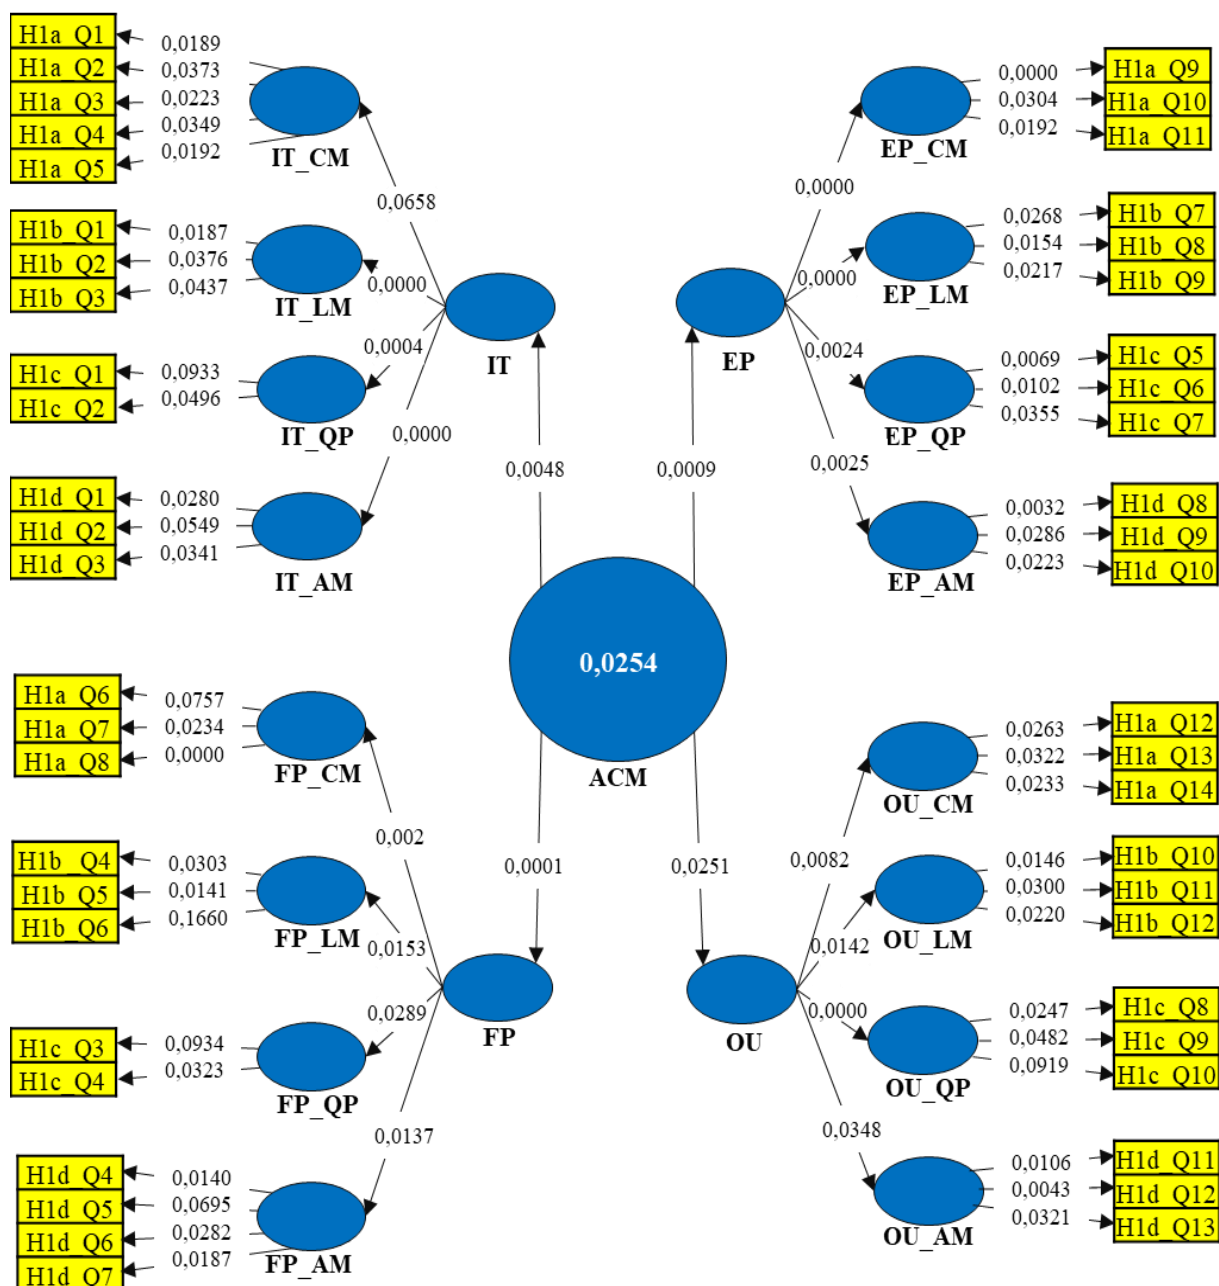 H1a_Q1
0,0189
H1a_Q2
0,0373
H1a_Q3
0,0223
H1a_Q4
0,0349
H1a_Q5
0,0192
IT_CM
0,0658
H1b_Q1
0,0187
H1b_Q2
0,0376
H1b_Q3
0,0437
IT_LM
0,0000
H1c_Q1
0,0933
H1c_Q2
0,0496
IT_QP
0,0004
H1d_Q1
0,0280
H1d_Q2
0,0549
H1d_Q3
0,0341
IT_AM
0,0000
IT
0,0048
EP_CM
0,0000
H1a_Q9
0,0304
H1a_Q10
0,0192
H1a_Q11
0,0000
EP_LM
0,0268
H1b_Q7
0,0154
H1b_Q8
0,0217
H1b_Q9
0,0000
EP
0,0024
EP_QP
0,0069
H1c_Q5
0,0102
H1c_Q6
0,0355
H1c_Q7
0,0025
EP_AM
0,0032
H1d_Q8
0,0286
H1d_Q9
0,0223
H1d_Q10
0,0009
0,0254
ACM
H1a_Q6
0,0757
H1a_Q7
0,0234
H1a_Q8
0,0000
FP_CM
0,002
H1b_Q4
0,0303
H1b_Q5
0,0141
H1b_Q6
0,1660
FP_LM
0,0153
H1c_Q3
0,0934
H1c_Q4
0,0323
FP_QP
0,0289
H1d_Q4
0,0140
H1d_Q5
0,0695
H1d_Q6
0,0282
H1d_Q7
0,0187
FP_AM
0,0137
FP
0,0001
0,0251
OU
0,0082
OU_CM
0,0263
H1a_Q12
0,0322
H1a_Q13
0,0233
H1a_Q14
0,0142
OU_LM
0,0146
H1b_Q10
0,0300
H1b_Q11
0,0220
H1b_Q12
0,0000
OU_QP
0,0247
H1c_Q8
0,0482
H1c_Q9
0,0919
H1c_Q10
0,0348
OU_AM
0,0106
H1d_Q11
0,0043
H1d_Q12
0,0321
H1d_Q13